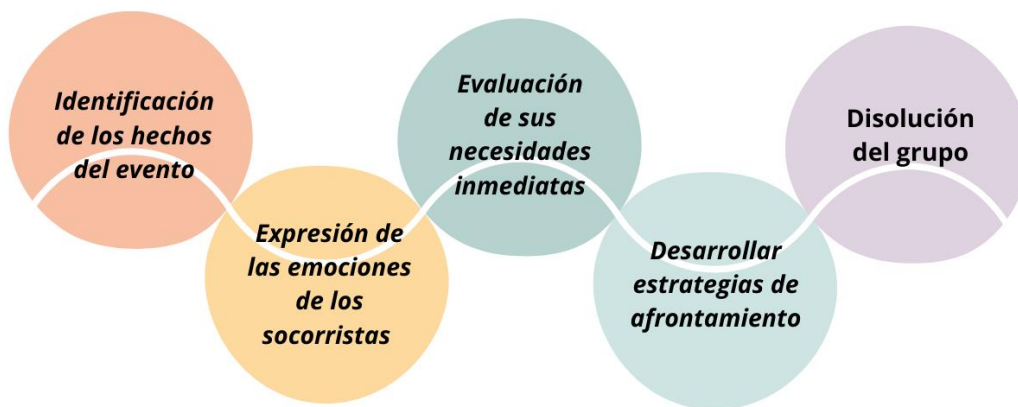 Identificación
de los hechos
del evento
Expresión de
las emociones
de los
socorristas
Evaluación
de sus
necesidades
inmediatas
Desarrollar
estrategias de
afrontamiento
Disolución
del grupo